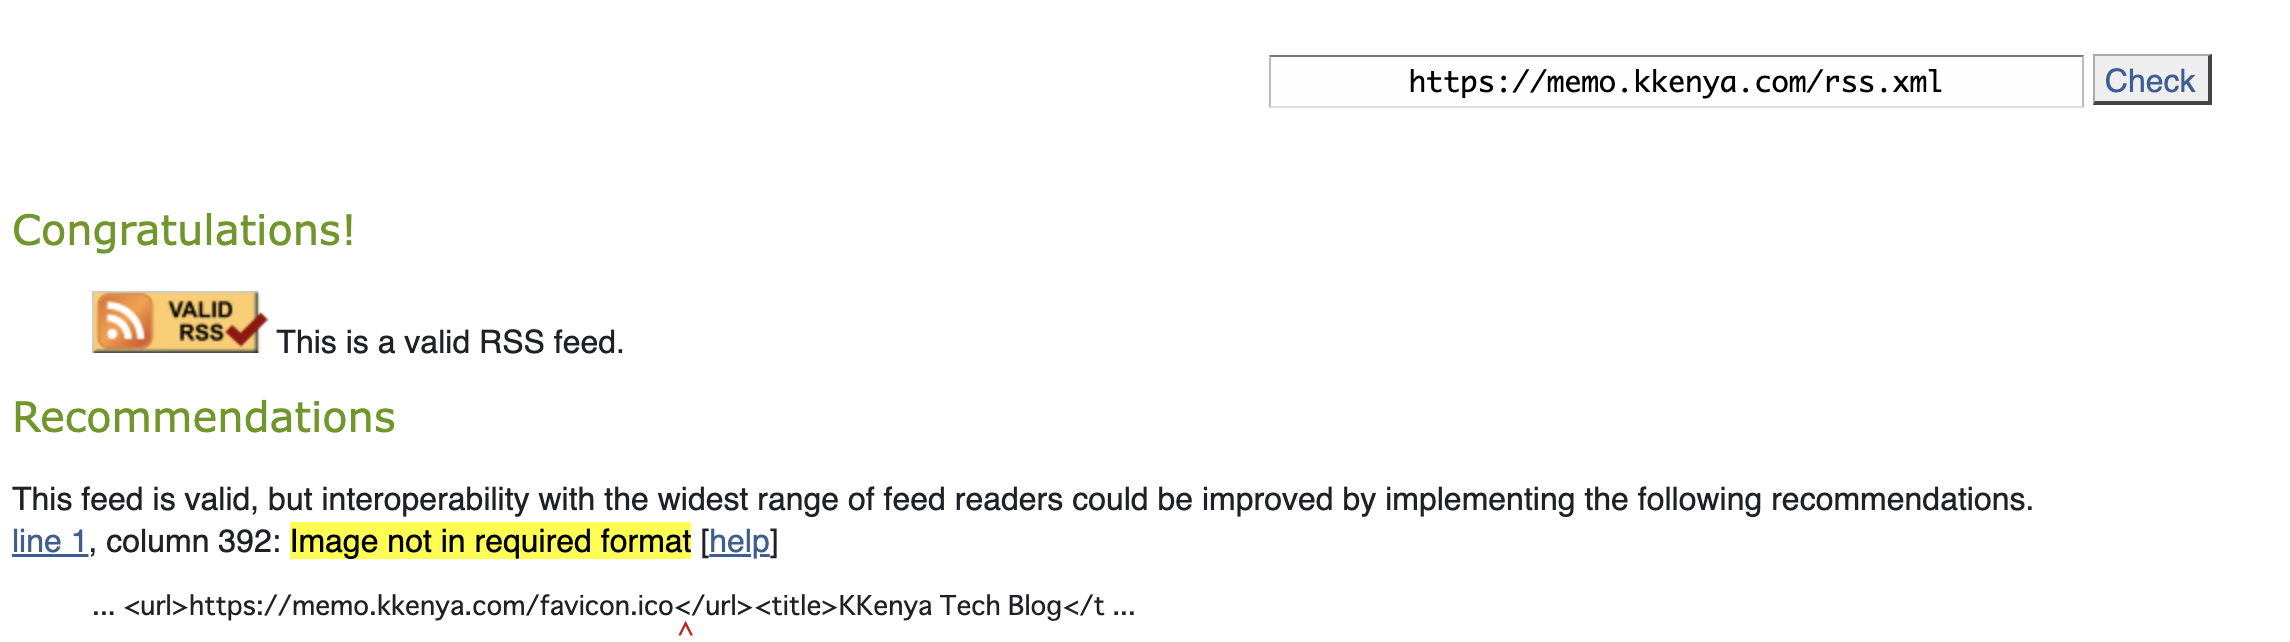 https://memo.kkenya.com/rss.xml Check
Congratulations!
VALID
RSS
This is a valid RSS feed.
Recommendations
This feed is valid, but interoperability with the widest range of feed readers could be improved by implementing the following recommendations.
line 1, column 392: Image not in required format [help]
... <url>https://memo.kkenya.com/favicon.ico</url><title>KKenya Tech Blog</t ...
^